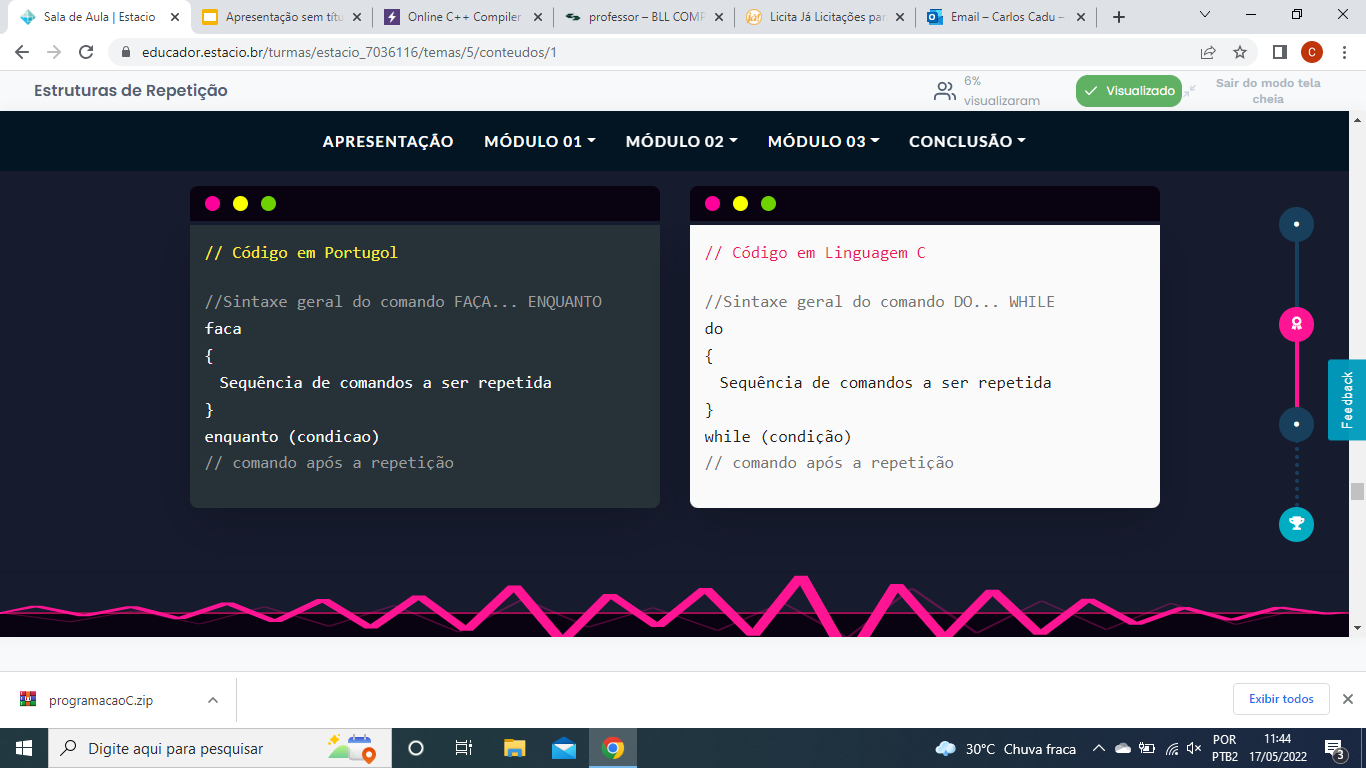 Sala de Aula | Estacio
Apresentação sem títu
Online C++ Compiler
professor – BLL COMP
Licita Já Licitações par
Email – Carlos Cadu –
educador.estacio.br/turmas/estacio_7036116/temas/5/conteudos/1
C
Estruturas de Repetição
6%
visualizaram
Visualizado
Sair do modo tela
cheia
APRESENTAÇÃO
MÓDULO 01
MÓDULO 02
MÓDULO 03
CONCLUSÃO
// Código em Portugol
//Sintaxe geral do comando FAÇA... ENQUANTO
faca
{
Sequência de comandos a ser repetida
}
enquanto (condicao)
// comando após a repetição
// Código em Linguagem C
//Sintaxe geral do comando DO... WHILE
do
{
Sequência de comandos a ser repetida
}
while (condição)
// comando após a repetição
Feedback
programacaoC.zip
Exibir todos
Digite aqui para pesquisar
30°C Chuva fraca
POR
PTB2
11:44
17/05/2022
3